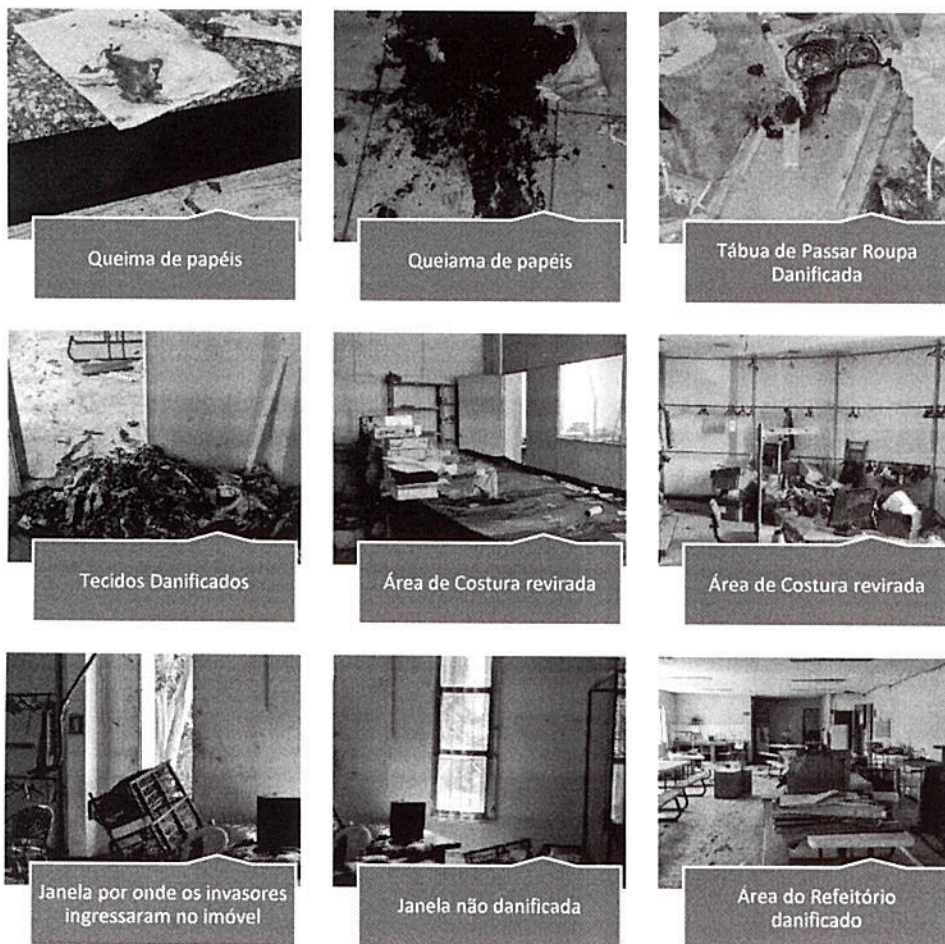 Queima de papéis
Queiama de papéis
Tábua de Passar Roupa
Danificada
Tecidos Danificados
Área de Costura revirada
Área de Costura revirada
Janela por onde os invasores
ingressaram no imóvel
Janela não danificada
Área do Refeitório
danificado